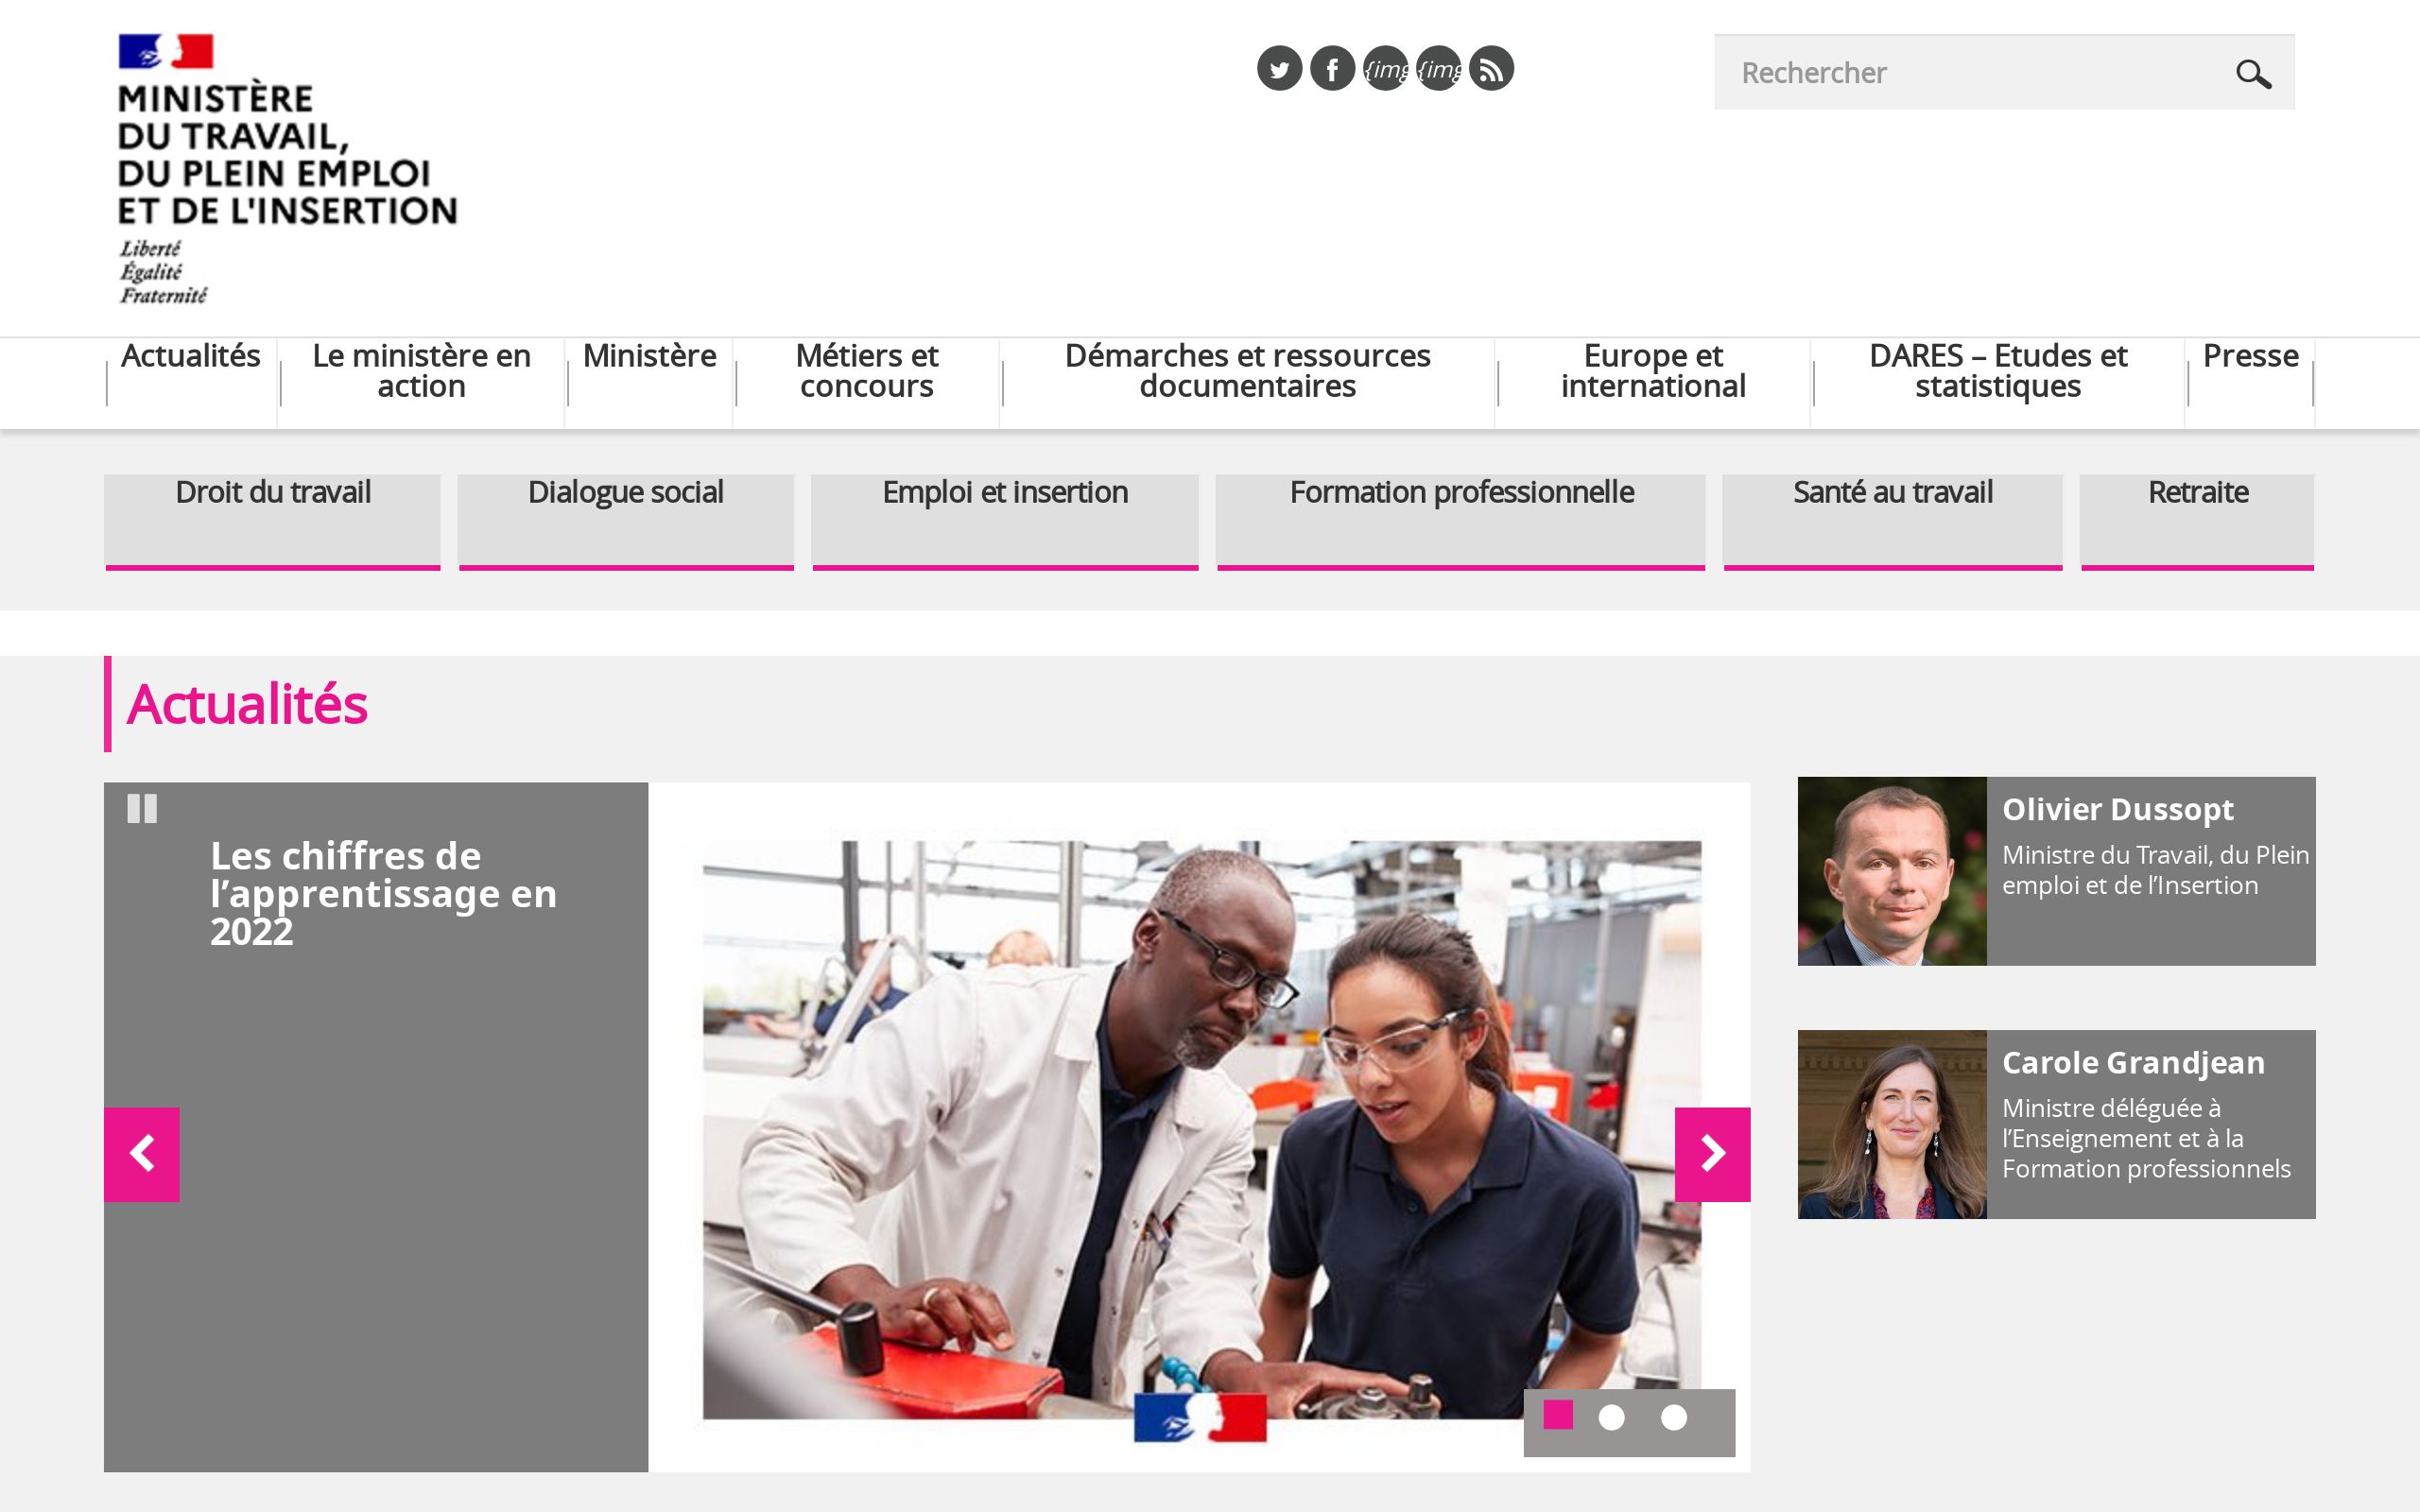 MINISTÈRE
DU TRAVAIL,
DU PLEIN EMPLOI
ET DE L'INSERTION
Liberté
Égalité
Fraternité
{img
{img
Rechercher
Actualités
Le ministère en
action
Ministère
Métiers et
concours
Démarches et ressources
documentaires
Europe et
international
DARES – Etudes et
statistiques
Presse
Droit du travail
Dialogue social
Emploi et insertion
Formation professionnelle
Santé au travail
Retraite
Actualités
Les chiffres de
l’apprentissage en
2022
Olivier Dussopt
Ministre du Travail, du Plein
emploi et de l’Insertion
Carole Grandjean
Ministre déléguée à
l’Enseignement et à la
Formation professionnels